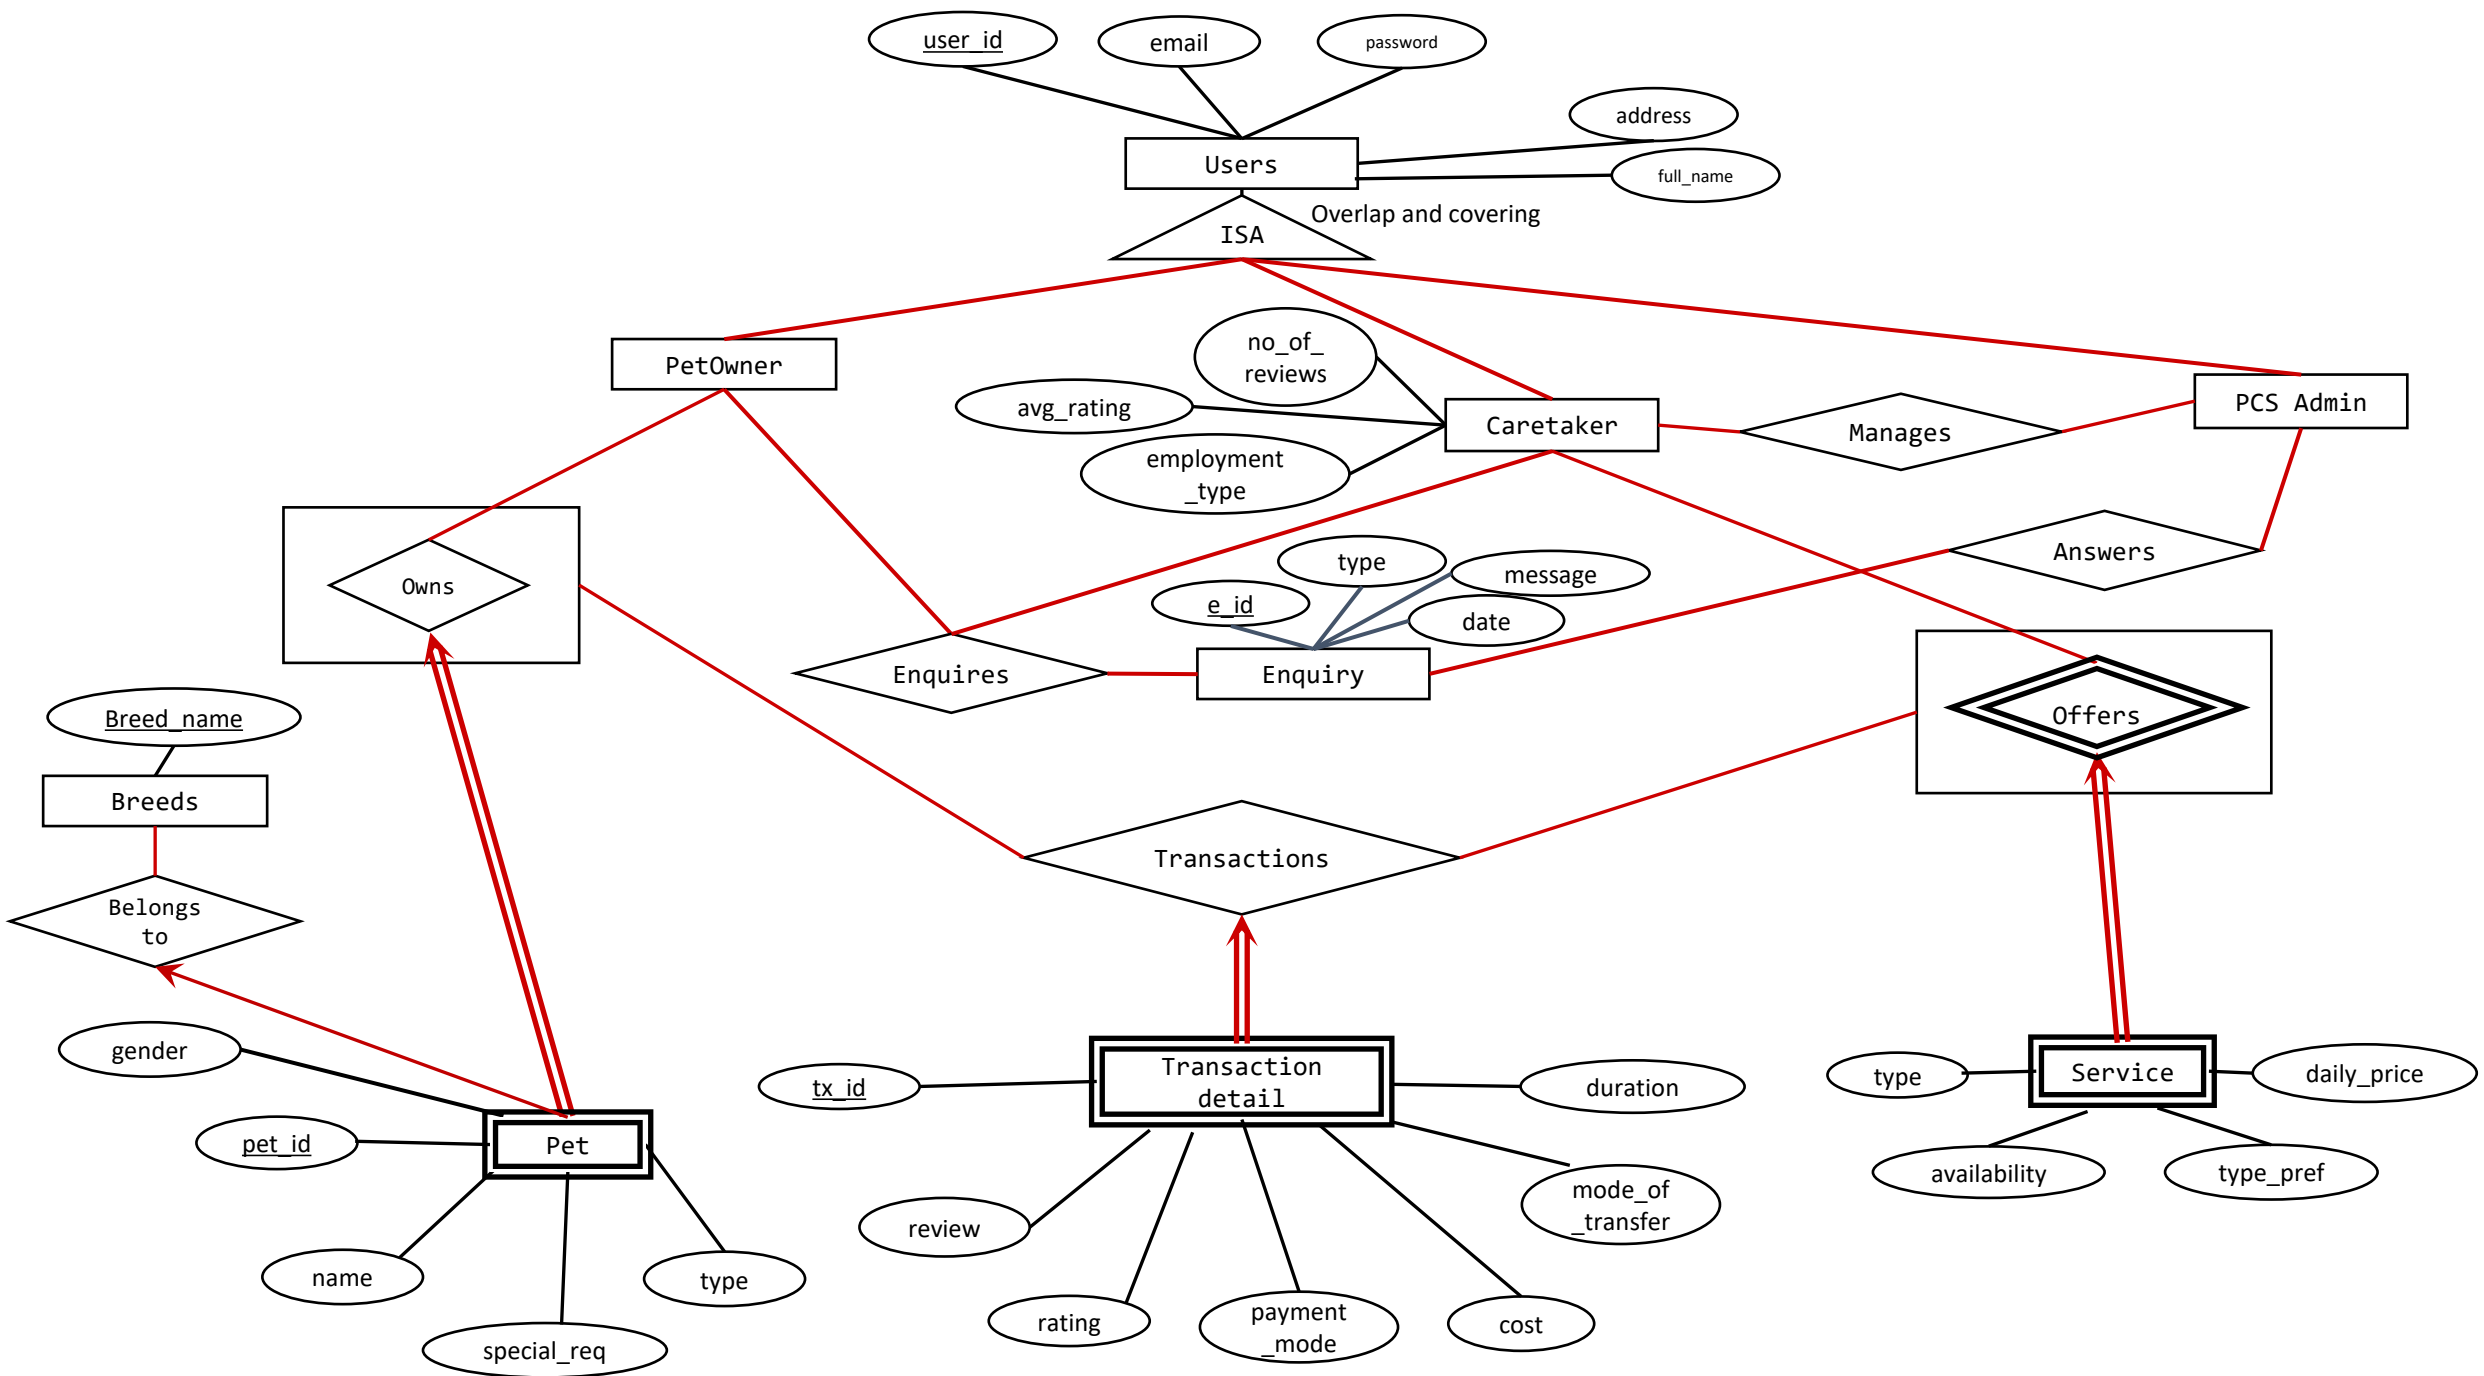 user_id
email
password
address
Users
full_name
Overlap and covering
ISA
no_of_
reviews
PetOwner
avg_rating
Caretaker
Manages
PCS Admin
employment
_type
type
message
Answers
Owns
e_id
date
Enquires
Enquiry
Offers
Breed_name
Breeds
Transactions
Belongs
to
gender
tx_id
Transaction
detail
duration
type
Service
daily_price
pet_id
Pet
availability
type_pref
mode_of
_transfer
review
name
type
rating
payment
_mode
cost
special_req